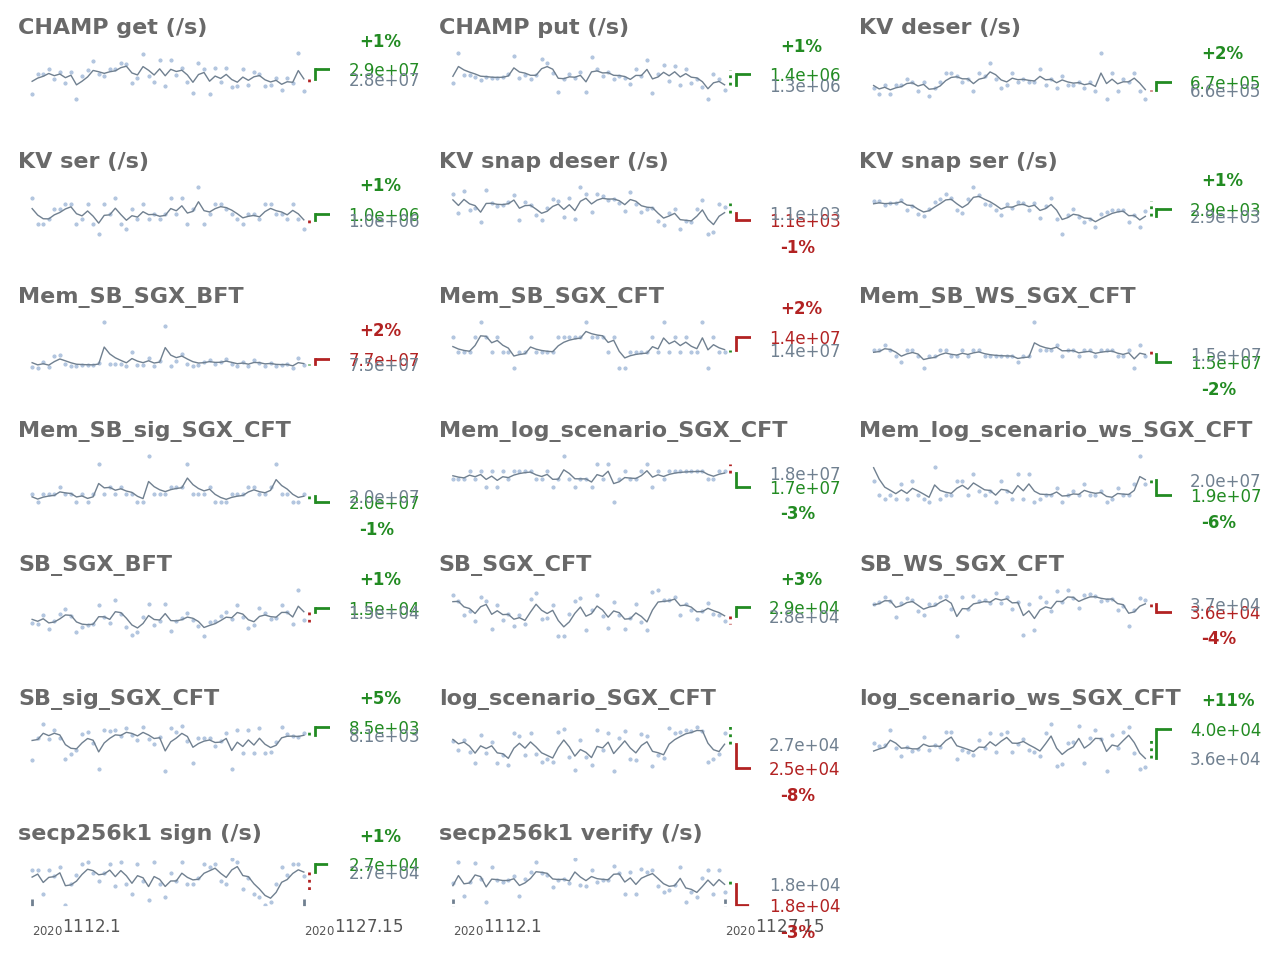 CHAMP get (/s)
+1%
2.9e+07
2.8e+07
CHAMP put (/s)
+1%
1.4e+06
1.3e+06
KV deser (/s)
+2%
6.7e+05
6.6e+05
KV ser (/s)
+1%
1.0e+06
1.0e+06
KV snap deser (/s)
1.1e+03
1.1e+03
-1%
KV snap ser (/s)
+1%
2.9e+03
2.9e+03
Mem_SB_SGX_BFT
+2%
7.7e+07
7.5e+07
Mem_SB_SGX_CFT
+2%
1.4e+07
1.4e+07
Mem_SB_WS_SGX_CFT
1.5e+07
1.5e+07
-2%
Mem_SB_sig_SGX_CFT
2.0e+07
2.0e+07
-1%
Mem_log_scenario_SGX_CFT
1.8e+07
1.7e+07
-3%
Mem_log_scenario_ws_SGX_CFT
2.0e+07
1.9e+07
-6%
SB_SGX_BFT
+1%
1.5e+04
1.5e+04
SB_SGX_CFT
+3%
2.9e+04
2.8e+04
SB_WS_SGX_CFT
3.7e+04
3.6e+04
-4%
SB_sig_SGX_CFT
+5%
8.5e+03
8.1e+03
log_scenario_SGX_CFT
2.7e+04
2.5e+04
-8%
log_scenario_ws_SGX_CFT
+11%
4.0e+04
3.6e+04
secp256k1 sign (/s)
+1%
2.7e+04
2.7e+04
20201112.1
20201127.15
secp256k1 verify (/s)
1.8e+04
1.8e+04
-3%
20201112.1
20201127.15